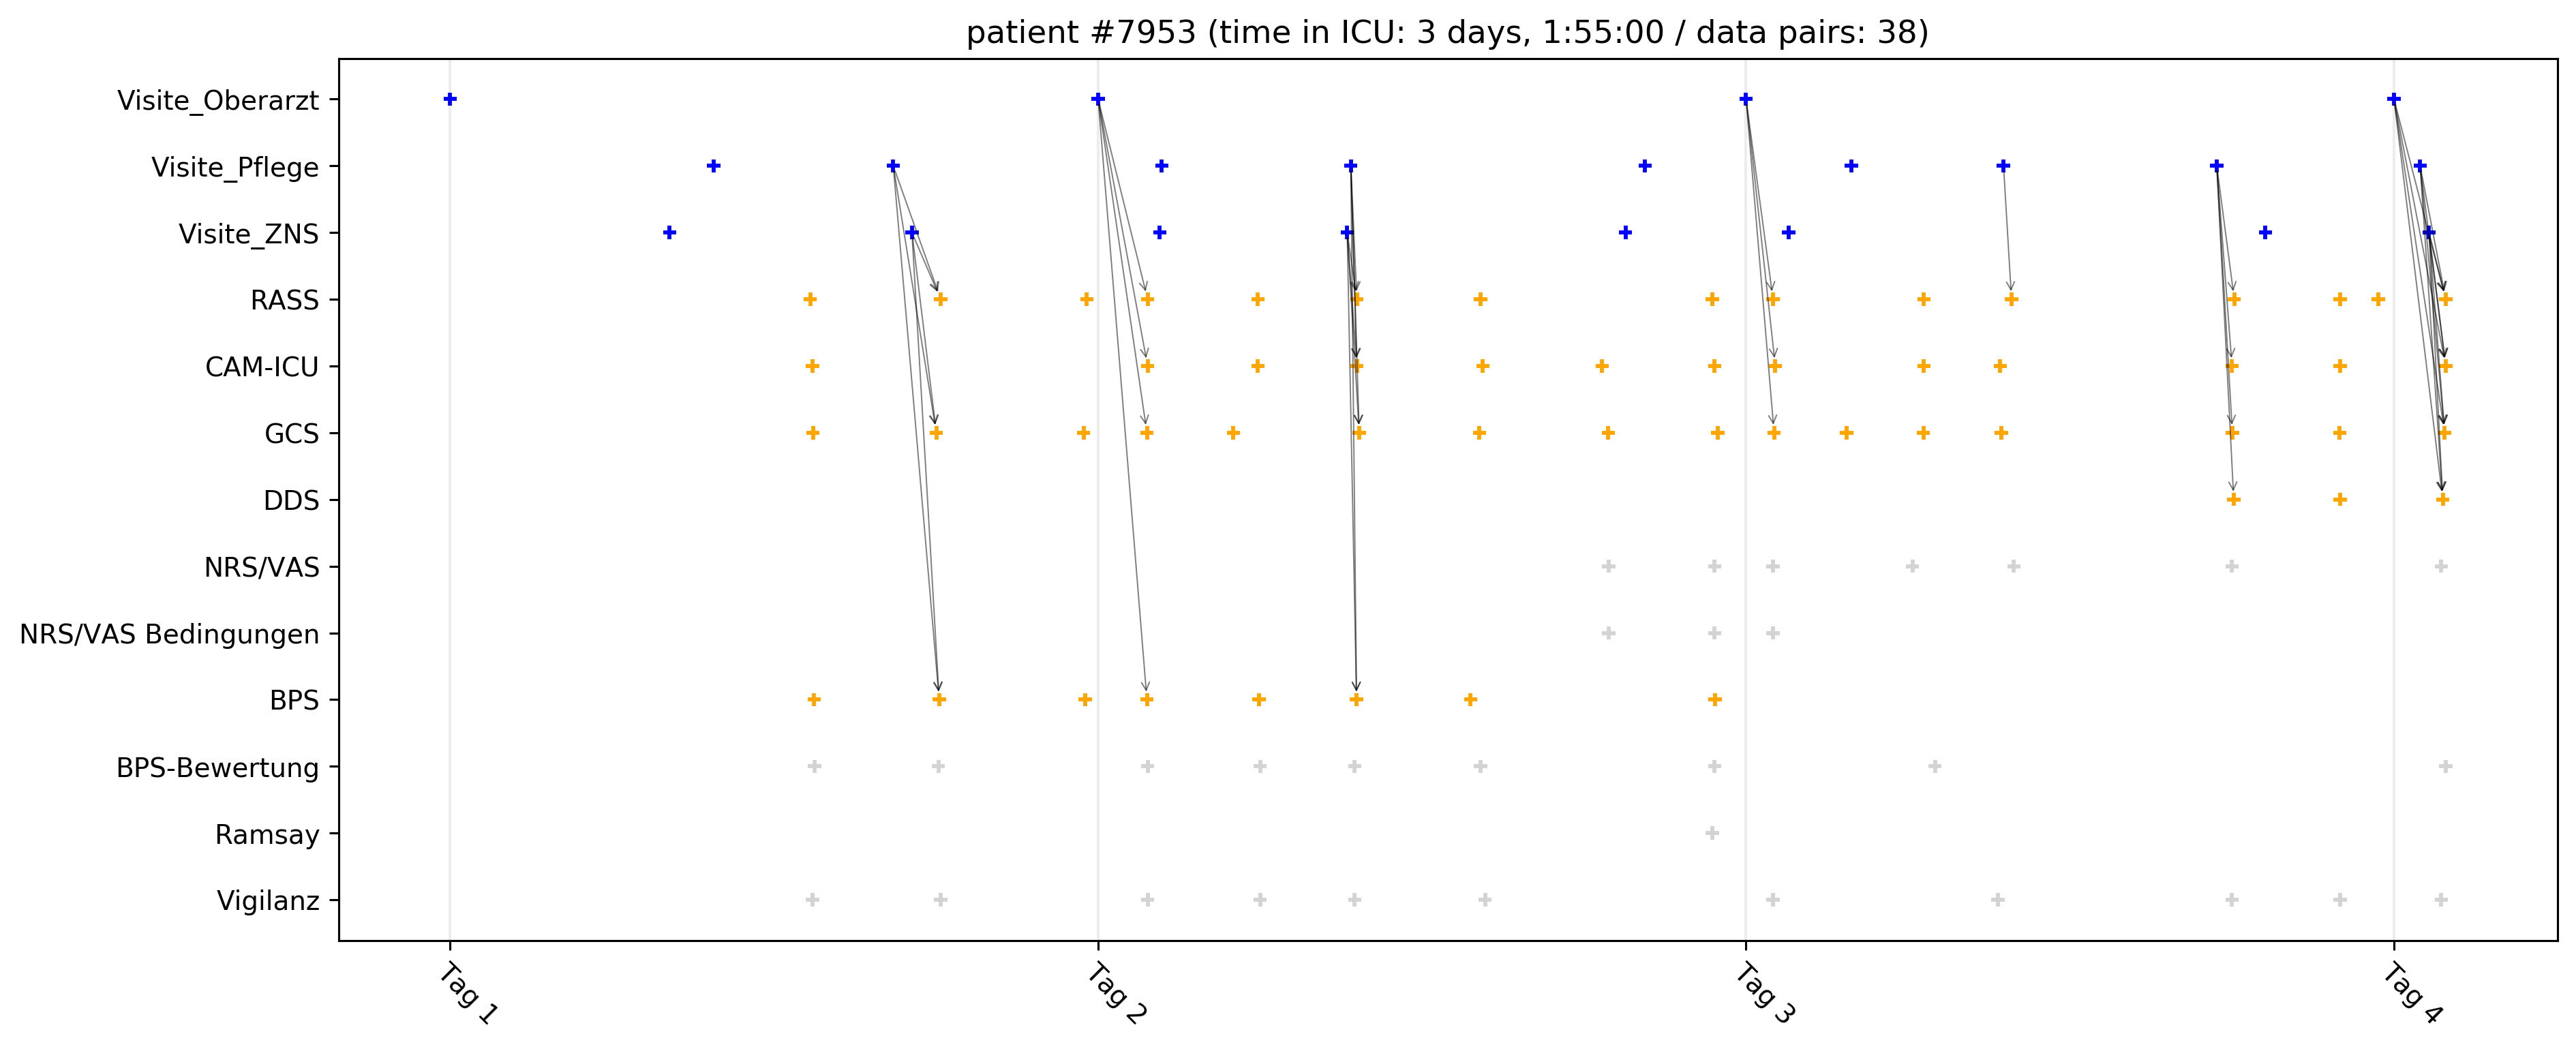 patient #7953 (time in ICU: 3 days, 1:55:00 / data pairs: 38)
Visite_Oberarzt
Visite_Pflege
Visite_ZNS
RASS
CAM-ICU
GCS
DDS
NRS/VAS
NRS/VAS Bedingungen
BPS
BPS-Bewertung
Ramsay
Vigilanz
Tag 1
Tag 2
Tag 3
Tag 4